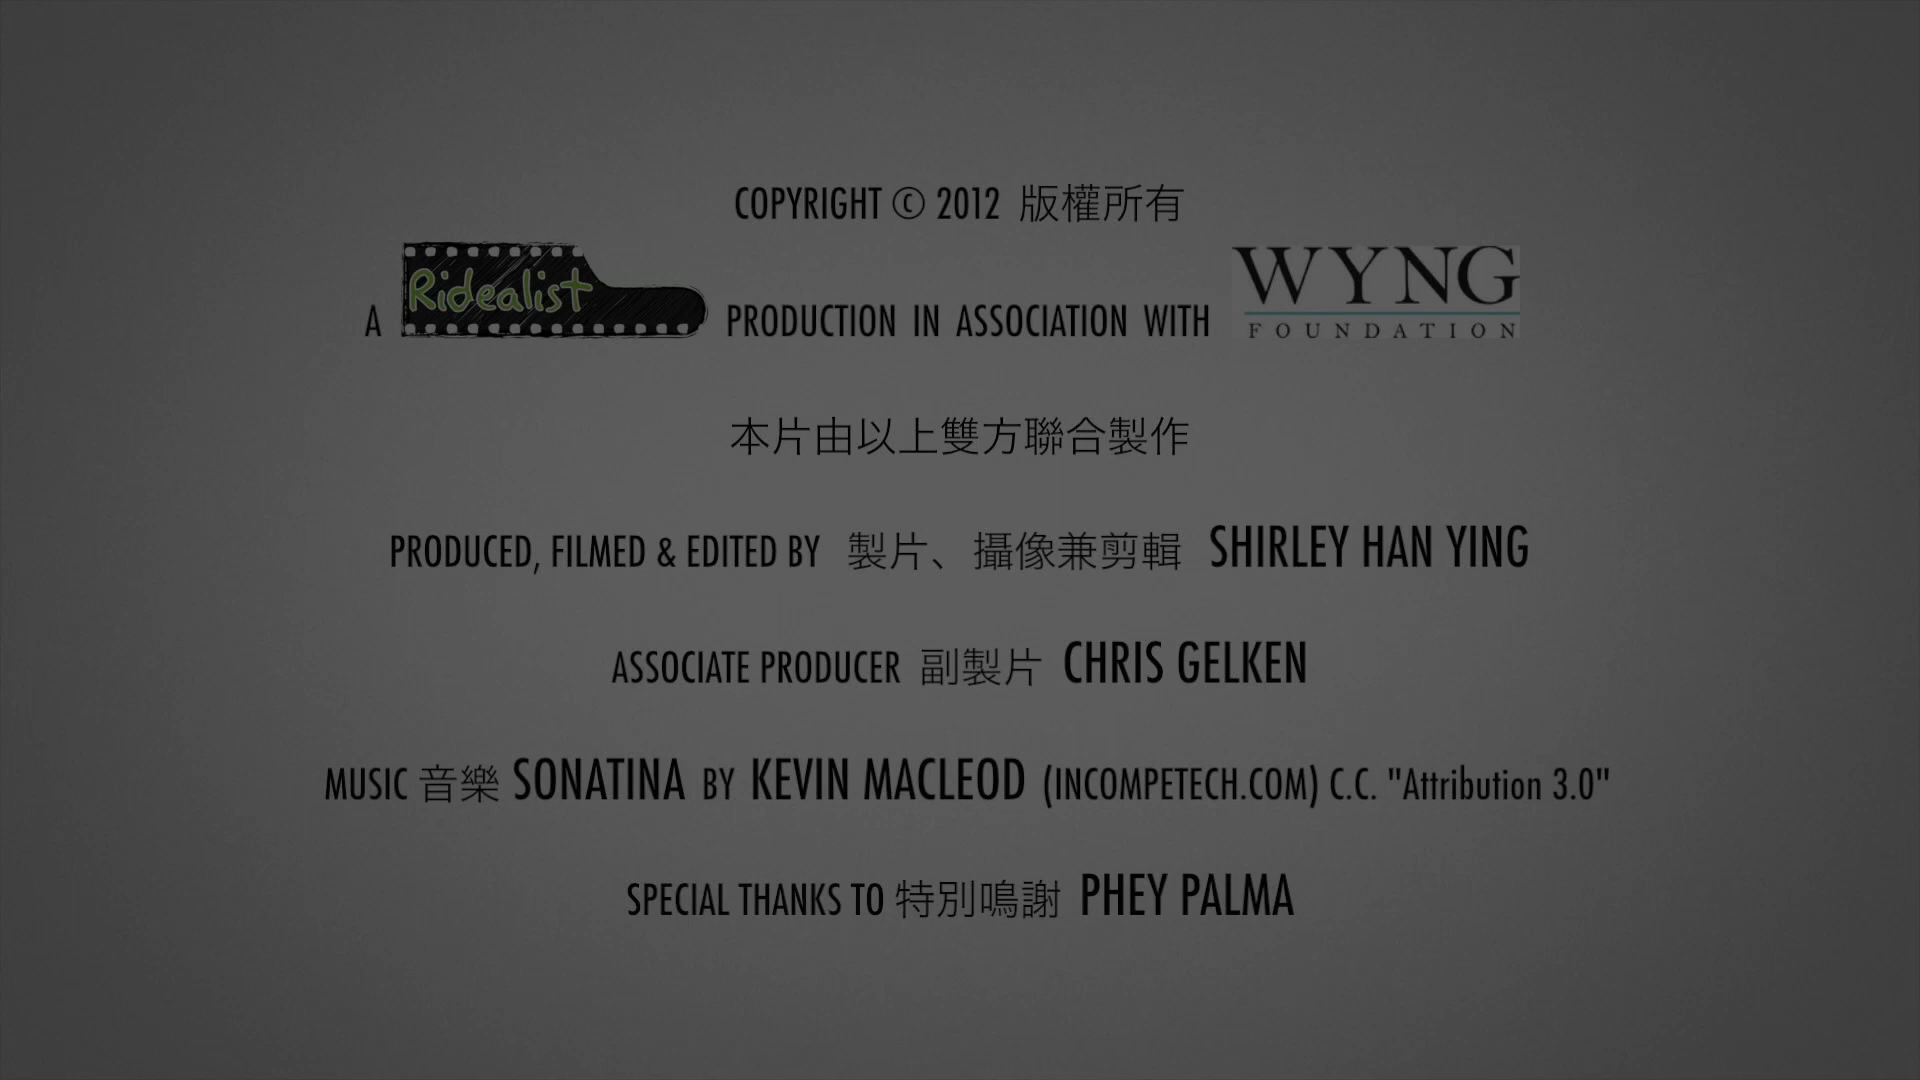 COPYRIGHT © 2012 版權所有
A Ridealist PRODUCTION IN ASSOCIATION WITH WYNG FOUNDATION
本片由以上雙方聯合製作
PRODUCED, FILMED & EDITED BY 製片、攝像兼剪輯 SHIRLEY HAN YING
ASSOCIATE PRODUCER 副製片 CHRIS GELKEN
MUSIC 音樂 SONATINA BY KEVIN MACLEOD (INCOMPETECH.COM) C.C. "Attribution 3.0"
SPECIAL THANKS TO 特別鳴謝 PHEY PALMA